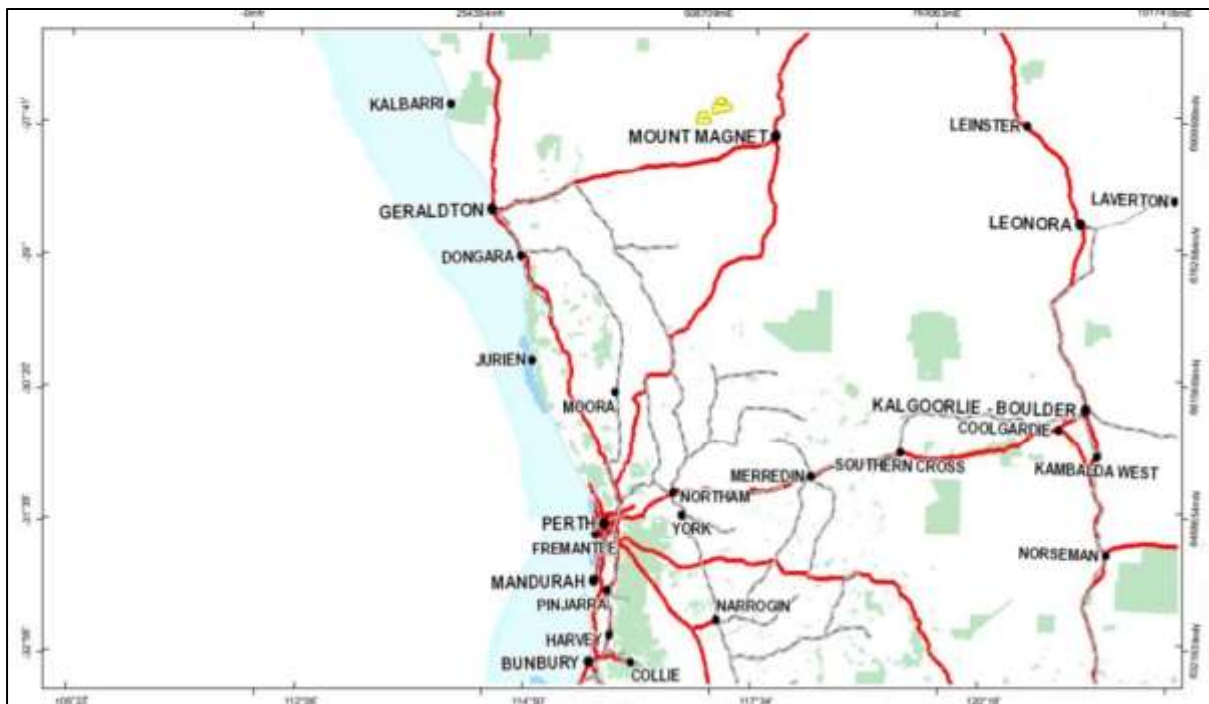 KALBARRI
MOUNT MAGNET
LEINSTER
LAVERTON
GERALDTON
LEONORA
DONGARA
JURIEN
MOORA
KALGOORLIE - BOULDER
COOLGARDIE
SOUTHERN CROSS
KAMBALDA WEST
MERREDIN
NORTHAM
PERTH
YORK
FREMANTLE
NORSEMAN
MANDURAH
PINJARRA
NARROGIN
HARVEY
BUNBURY
COLLIE